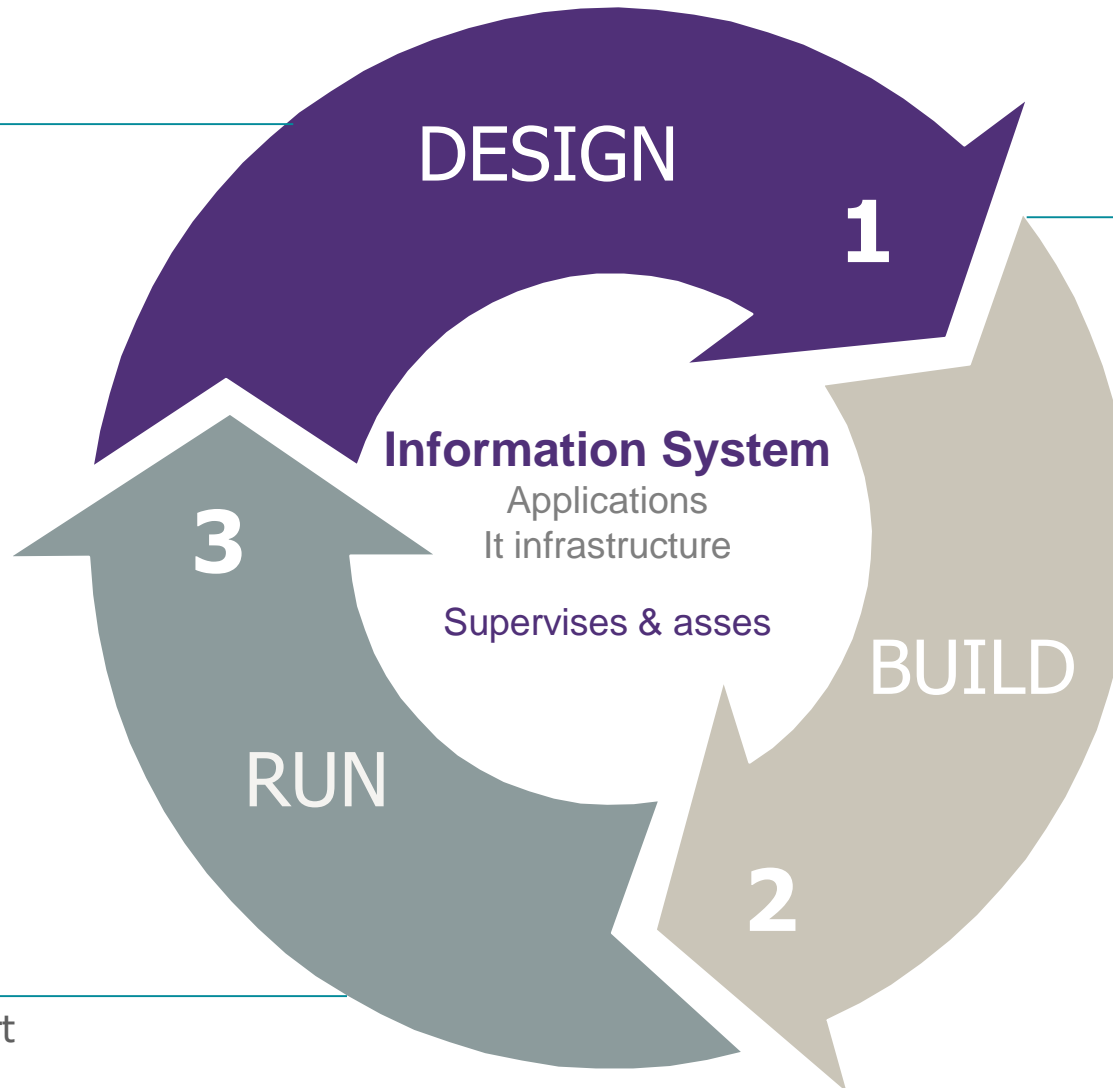 DESIGN
1
Information System
Applications
It infrastructure
Supervises & asses
3
BUILD
RUN
2